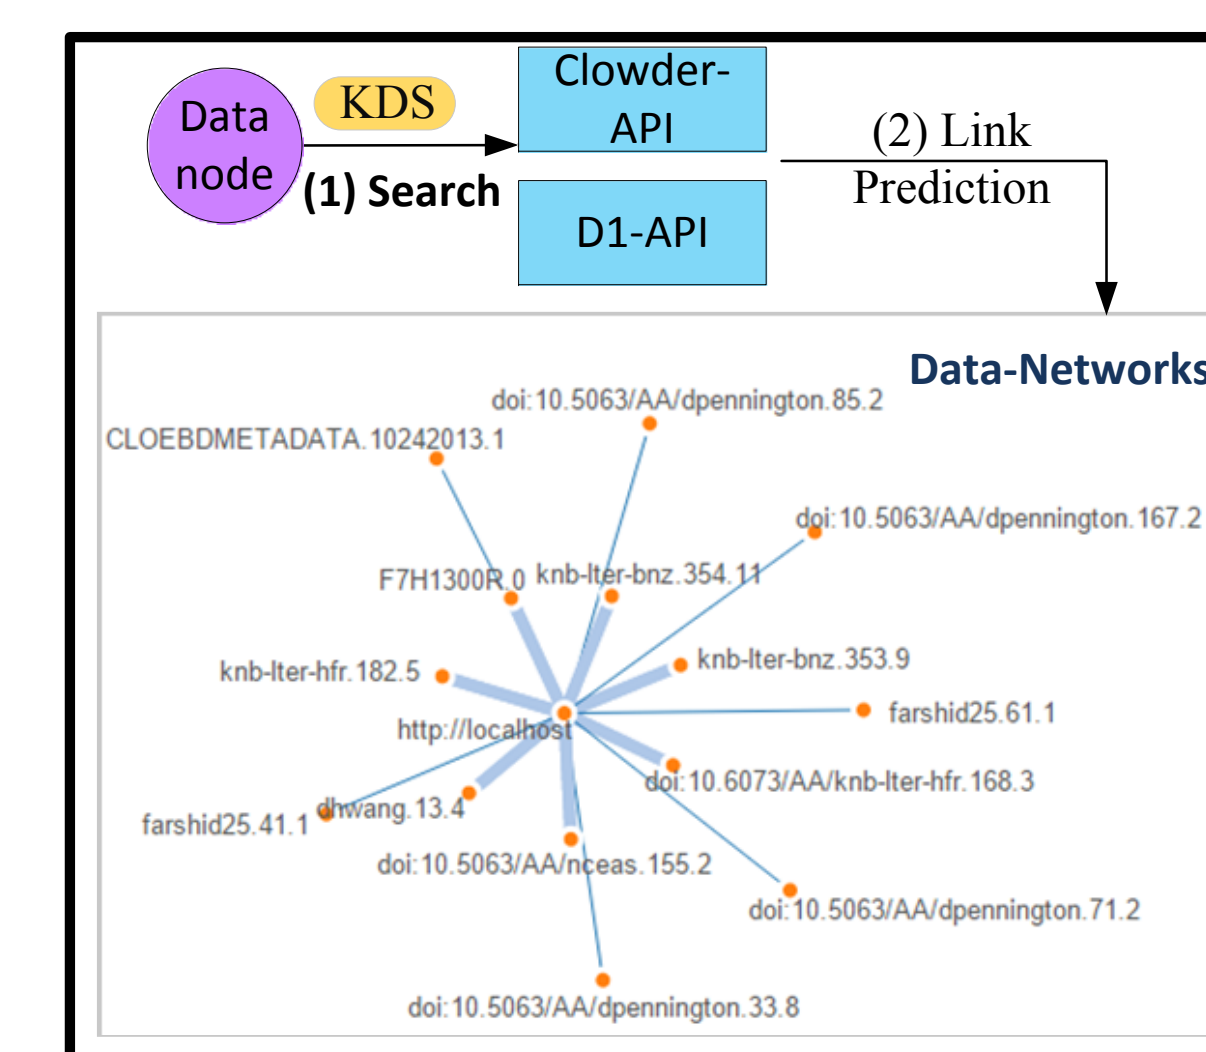 Data
node
KDS
(1) Search
Clowder-
API
D1-API
(2) Link
Prediction
Data-Networks
doi:10.5063/AA/dpennington.85.2
CLOEBDMETADATA.10242013.1
doi:10.5063/AA/dpennington.167.2
F7H1300R.0
knb-lter-bnz.354.11
knb-lter-bnz.353.9
knb-lter-hfr.182.5
farshid25.61.1
http://localhost
doi:10.6073/AA/knb-lter-hfr.168.3
dhwang.13.4
farshid25.41.1
doi:10.5063/AA/nceas.155.2
doi:10.5063/AA/dpennington.71.2
doi:10.5063/AA/dpennington.33.8